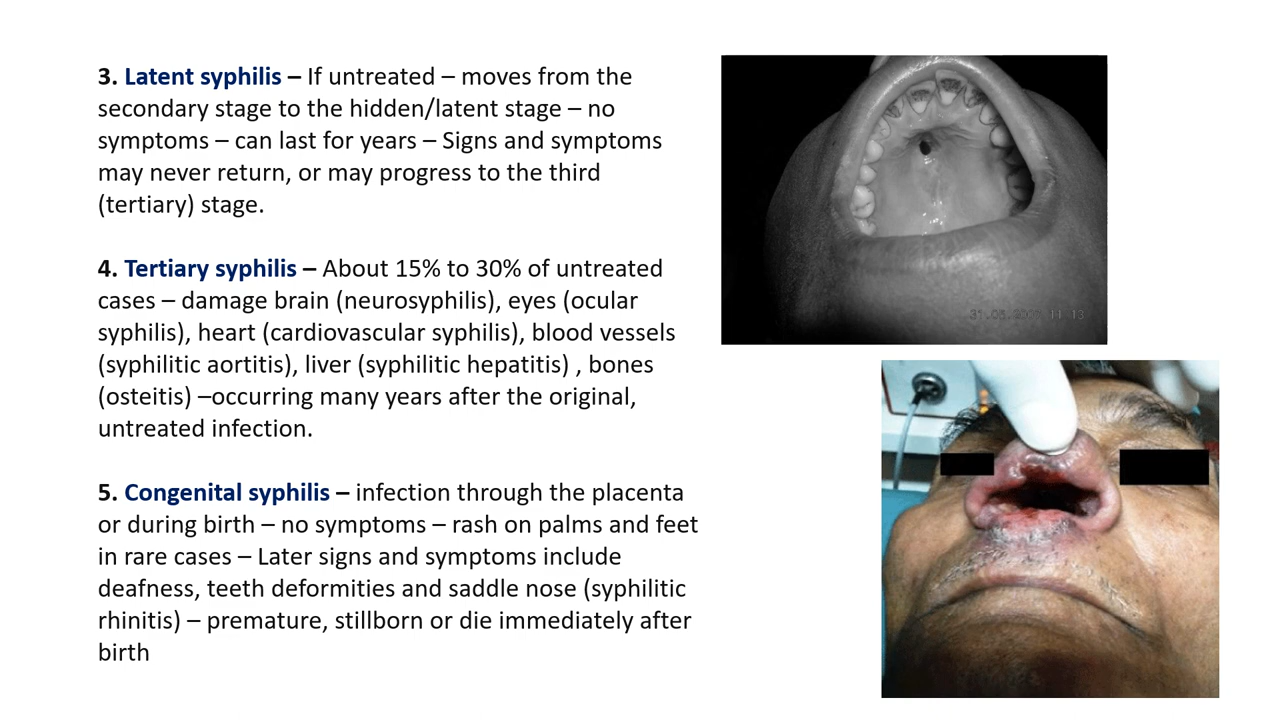 3. Latent syphilis – If untreated – moves from the
secondary stage to the hidden/latent stage – no
symptoms – can last for years – Signs and symptoms
may never return, or may progress to the third
(tertiary) stage.
4. Tertiary syphilis – About 15% to 30% of untreated
cases – damage brain (neurosyphilis), eyes (ocular
syphilis), heart (cardiovascular syphilis), blood vessels
(syphilitic aortitis), liver (syphilitic hepatitis) , bones
(osteitis) –occurring many years after the original,
untreated infection.
5. Congenital syphilis – infection through the placenta
or during birth – no symptoms – rash on palms and feet
in rare cases – Later signs and symptoms include
deafness, teeth deformities and saddle nose (syphilitic
rhinitis) – premature, stillborn or die immediately after
birth